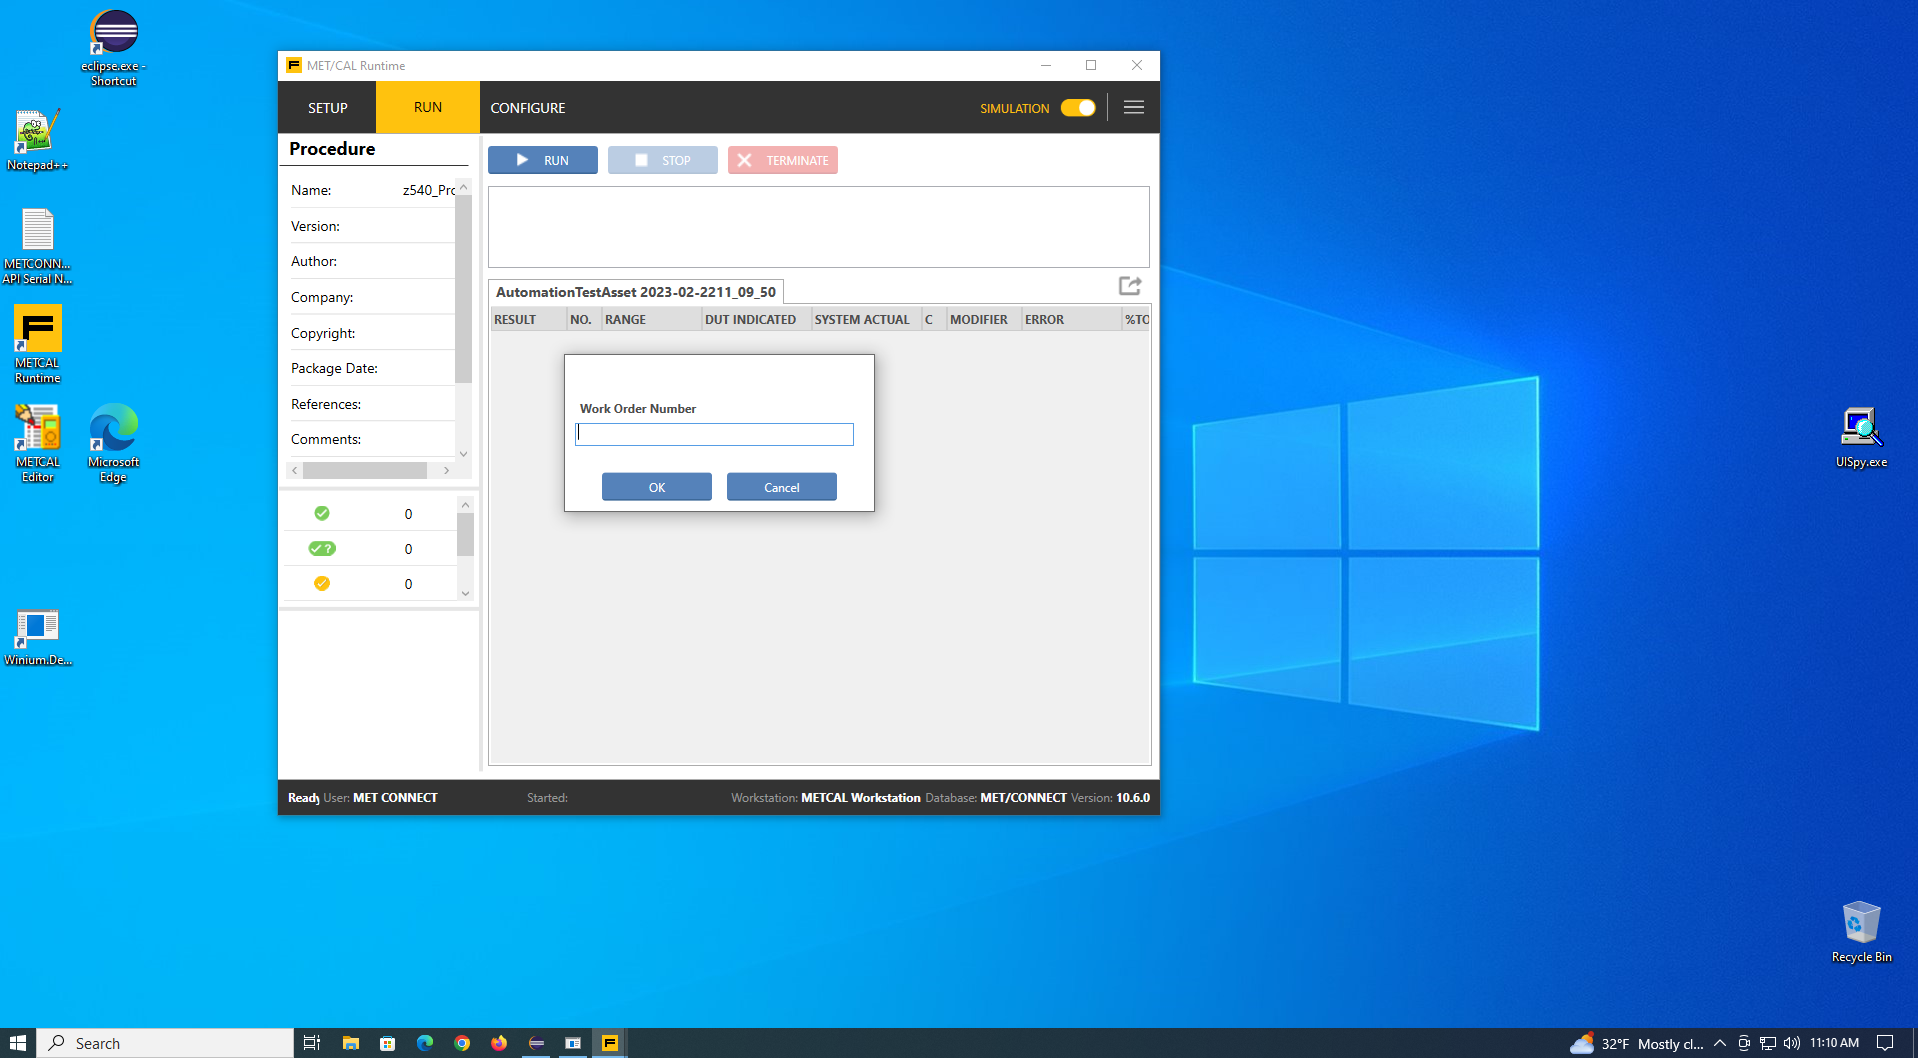 eclipse.exe -
Shortcut
Notepad++
METCONN...
API Serial N...
METCAL
Runtime
METCAL
Editor
Microsoft
Edge
Winium.De...
MET/CAL Runtime
SETUP
RUN
CONFIGURE
SIMULATION
Procedure
Name: z540_Prc
Version:
Author:
Company:
Copyright:
Package Date:
References:
Comments:
0
? 0
0
RUN
STOP
TERMINATE
AutomationTestAsset 2023-02-2211_09_50
RESULT NO. RANGE DUT INDICATED SYSTEM ACTUAL C MODIFIER ERROR %TO
Work Order Number
OK
Cancel
Ready User: MET CONNECT Started: Workstation: METCAL Workstation Database: MET/CONNECT Version: 10.6.0
UISpy.exe
Recycle Bin
Search
32°F Mostly cl...
11:10 AM